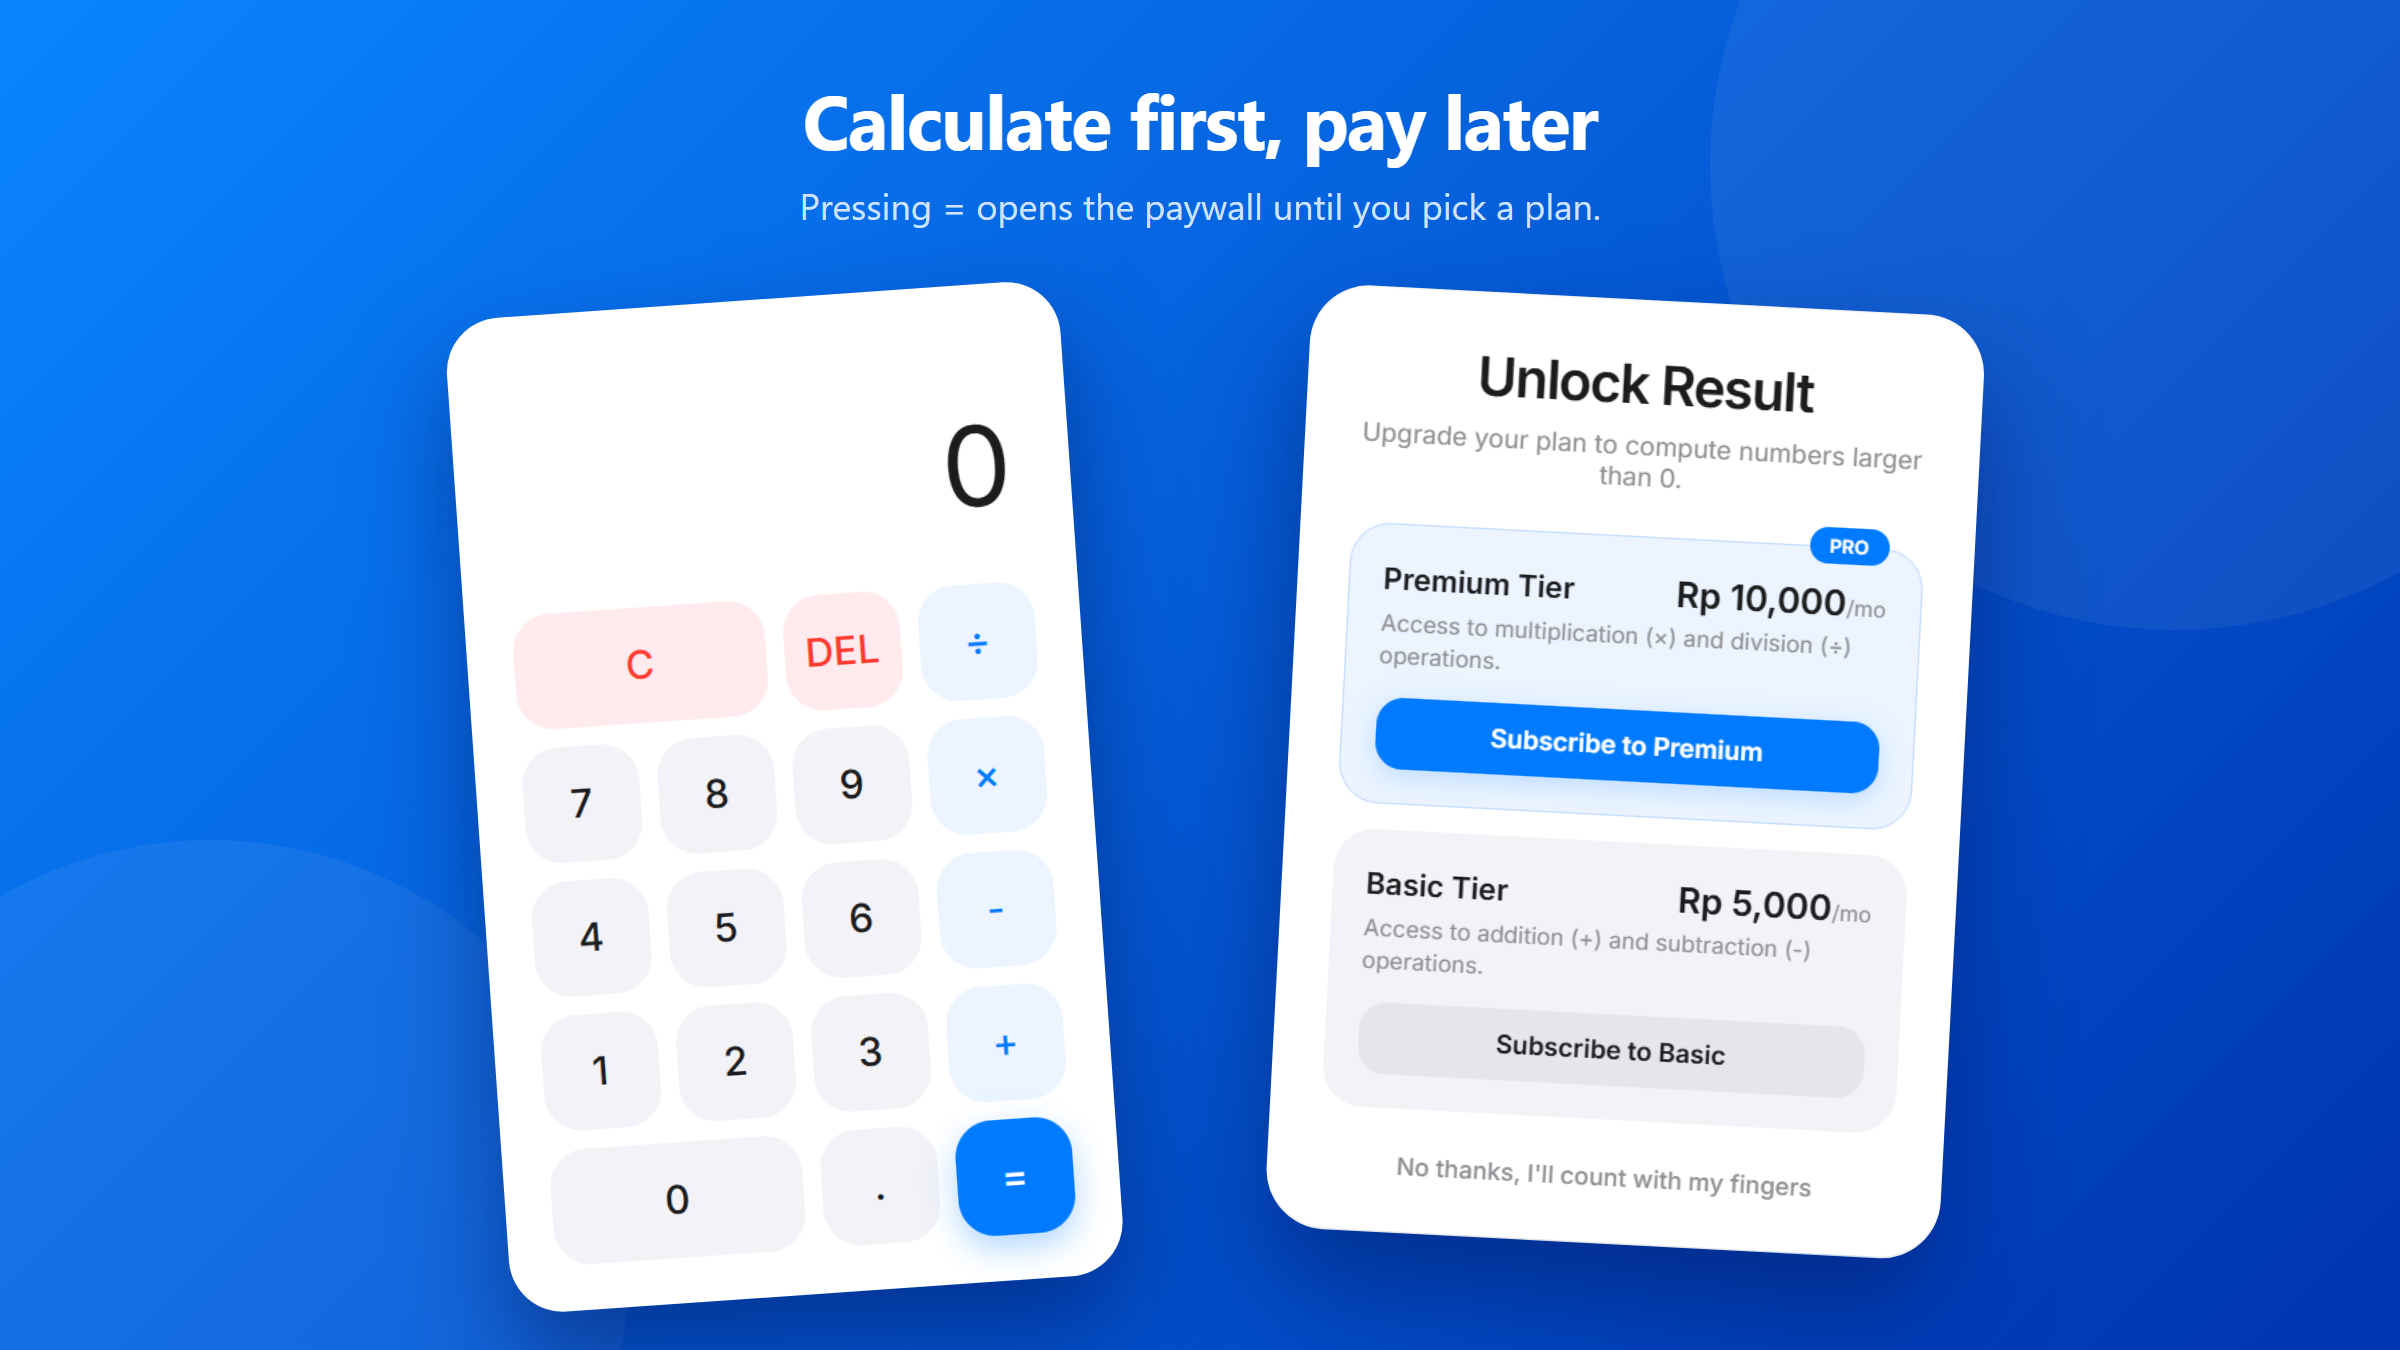 Calculate first, pay later
Pressing = opens the paywall until you pick a plan.
0
C DEL ÷
7 8 9 ×
4 5 6 -
1 2 3 +
0 . =
Unlock Result
Upgrade your plan to compute numbers larger
than 0.
PRO
Premium Tier Rp 10,000/mo
Access to multiplication (×) and division (÷)
operations.
Subscribe to Premium
Basic Tier Rp 5,000/mo
Access to addition (+) and subtraction (-)
operations.
Subscribe to Basic
No thanks, I'll count with my fingers